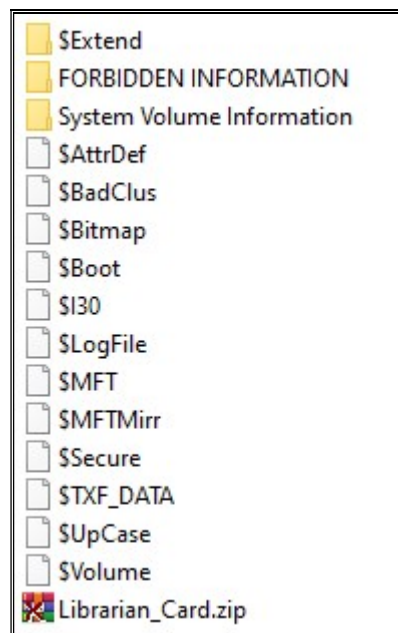 $Extend
FORBIDDEN INFORMATION
System Volume Information
$AttrDef
$BadClus
$Bitmap
$Boot
$I30
$LogFile
$MFT
$MFTMirr
$Secure
$TXF_DATA
$UpCase
$Volume
Librarian_Card.zip